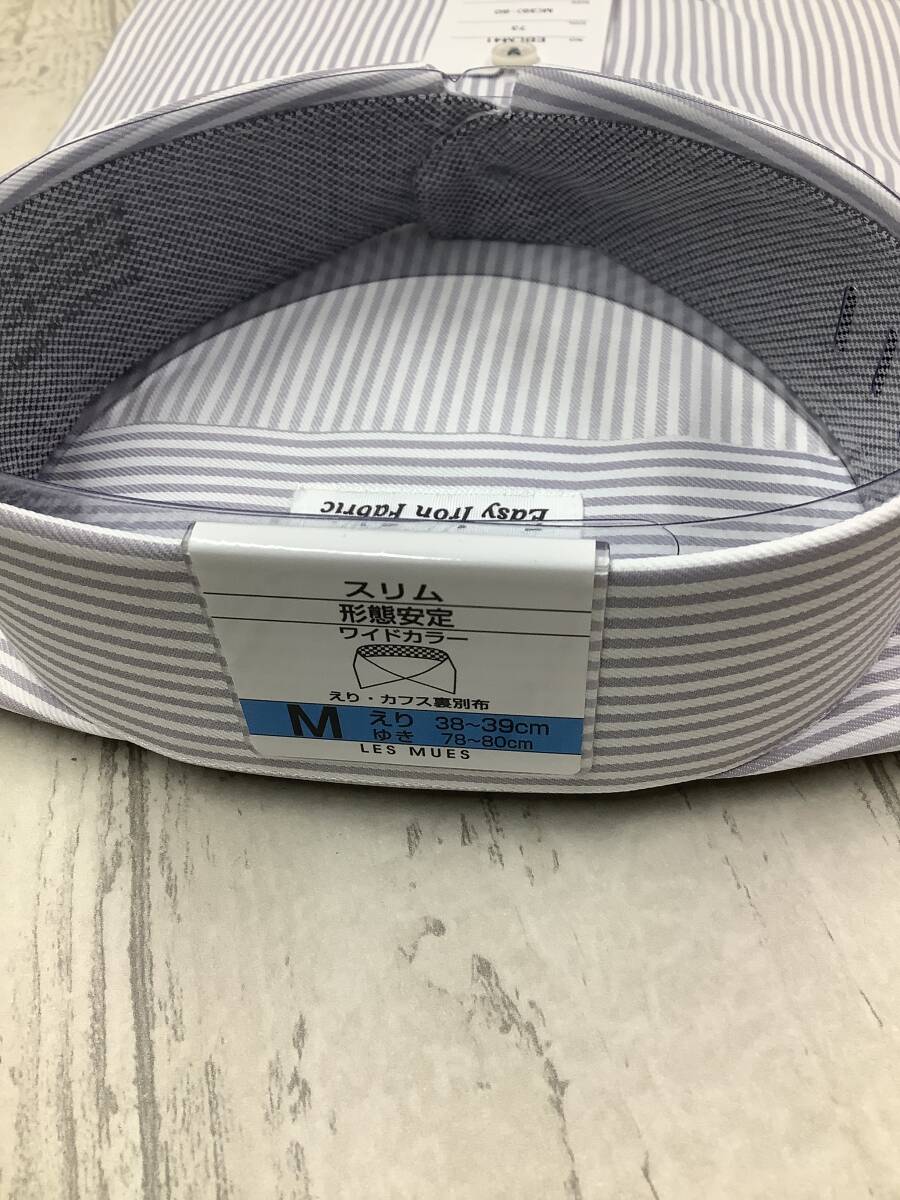 Easy Iron Fabric
スリム
形態安定
ワイドカラー
えり・カフス裏別布
M えり 38~39cm
ゆき 78~80cm
LES MUES